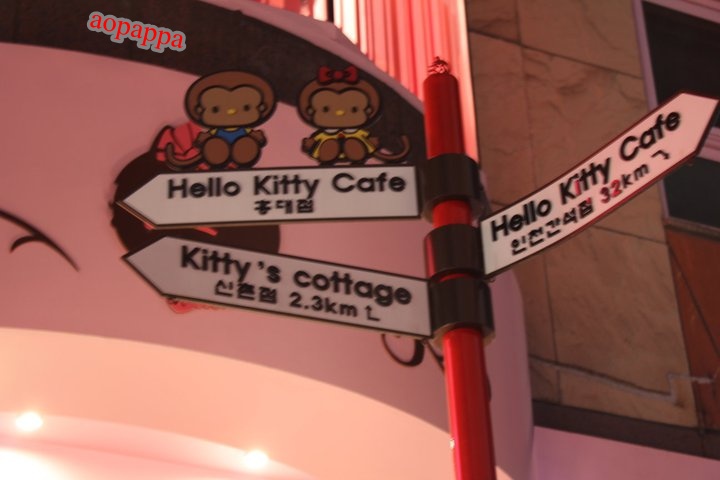 aopappa
Hello Kitty Cafe
홍대점
Kitty's cottage
신촌점 2.3km
Hello Kitty Cafe
인천간석점 32km